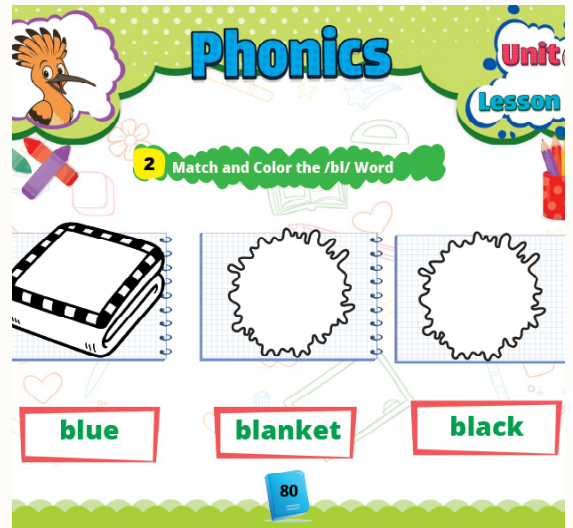 Phonics
Unit
Lesson
2 Match and Color the /bl/ Word
blue
blanket
black
80